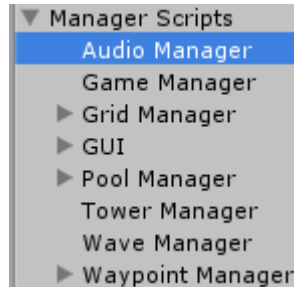 Manager Scripts
Audio Manager
Game Manager
Grid Manager
GUI
Pool Manager
Tower Manager
Wave Manager
Waypoint Manager